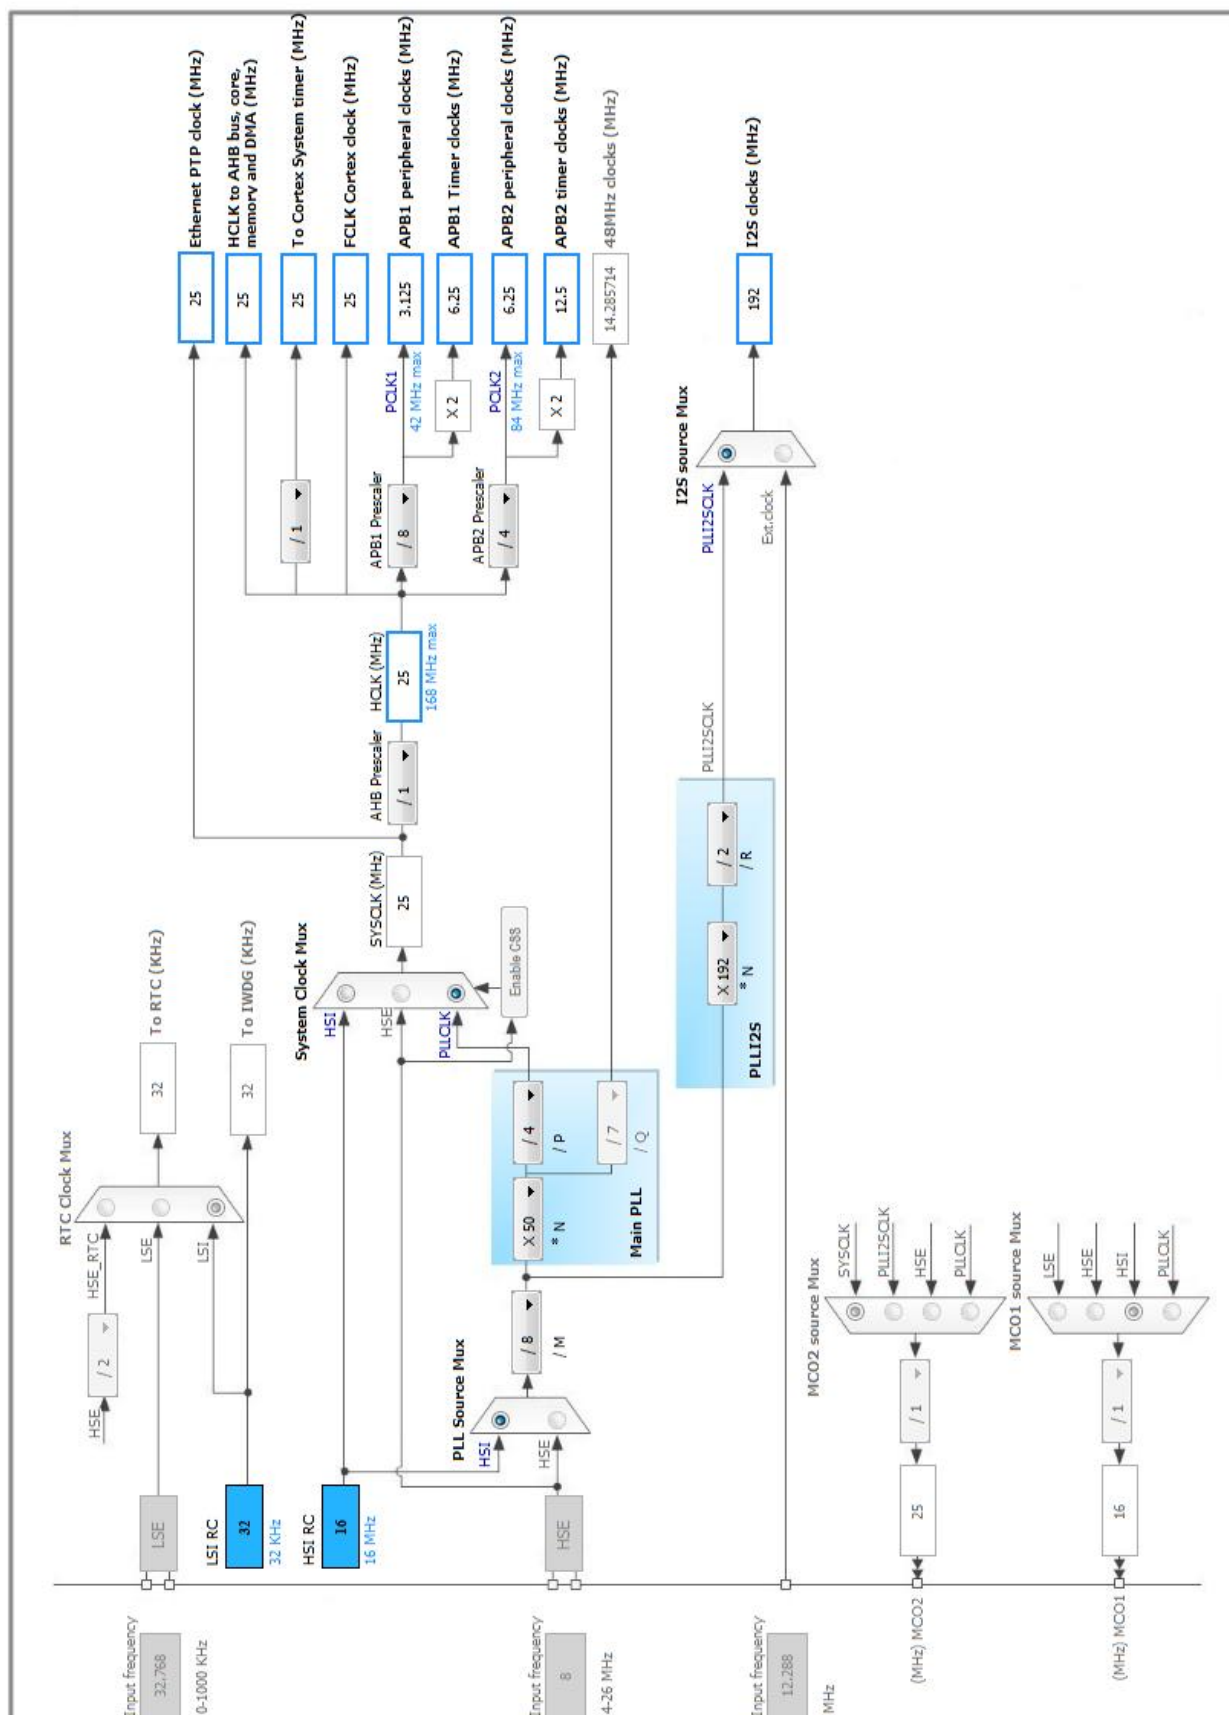 Input frequency
32.768
0-1000 KHz
LSE
HSE
/ 2
HSE_RTC
LSE
LSI
RTC Clock Mux
32
To RTC (KHz)
LSI RC
32
32 KHz
32
To IWDG (KHz)
HSI RC
16
16 MHz
System Clock Mux
HSI
HSE
PLLCLK
Enable CSS
SYSCLK (MHz)
25
AHB Prescaler
/ 1
HCLK (MHz)
25
168 MHz max
25
Ethernet PTP clock (MHz)
25
HCLK to AHB bus, core,
memory and DMA (MHz)
/ 1
25
To Cortex System timer (MHz)
25
FCLK Cortex clock (MHz)
APB1 Prescaler
/ 8
PCLK1
42 MHz max
3.125
APB1 peripheral clocks (MHz)
X 2
6.25
APB1 Timer clocks (MHz)
APB2 Prescaler
/ 4
PCLK2
84 MHz max
6.25
APB2 peripheral clocks (MHz)
X 2
12.5
APB2 timer clocks (MHz)
14.285714
48MHz clocks (MHz)
Input frequency
8
4-26 MHz
HSE
PLL Source Mux
HSI
HSE
/ 8
/ M
X 50
* N
/ 4
/ P
/ 7
/ Q
Main PLL
X 192
* N
/ 2
/ R
PLLI2S
PLLI2SCLK
I2S source Mux
PLLI2SCLK
Ext.clock
192
I2S clocks (MHz)
Input frequency
12.288
MHz
MCO2 source Mux
SYSCLK
PLLI2SCLK
HSE
PLLCLK
/ 1
25
(MHz) MCO2
MCO1 source Mux
LSE
HSE
HSI
PLLCLK
/ 1
16
(MHz) MCO1